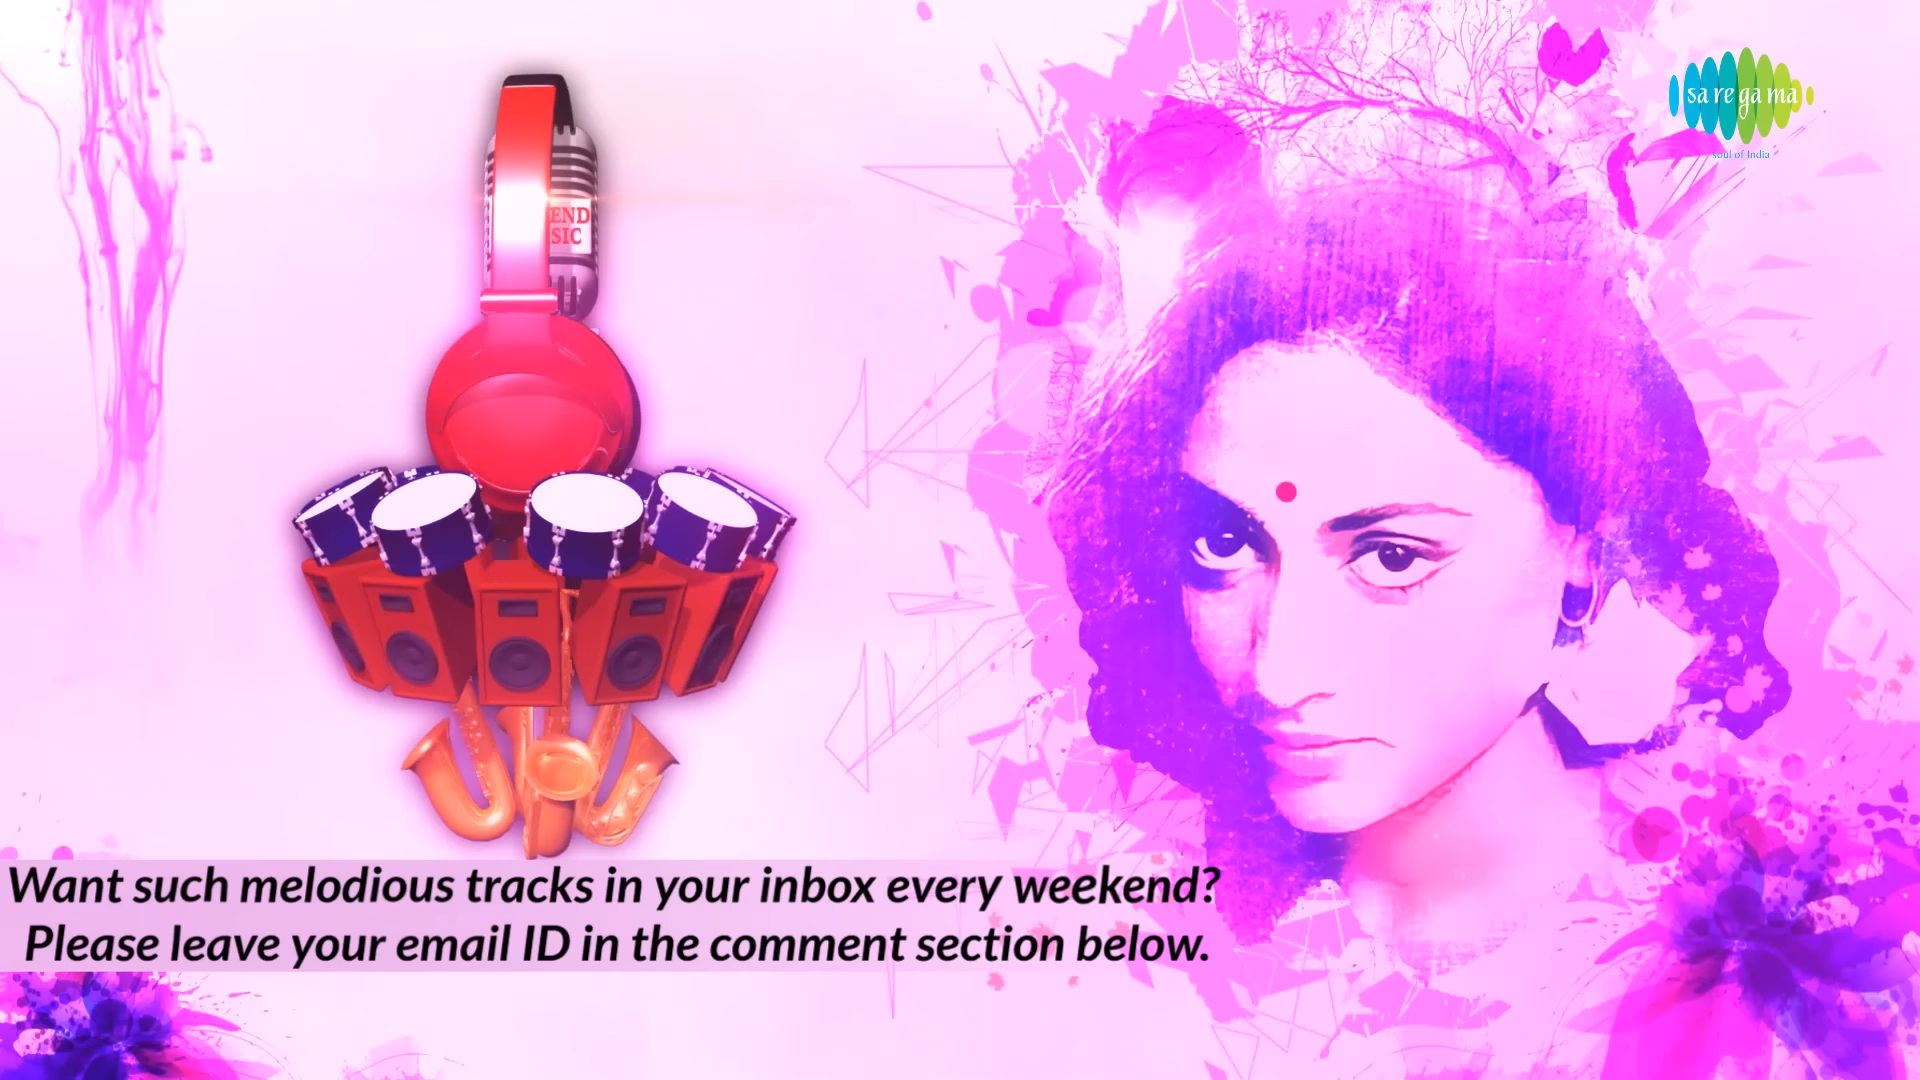 sa re ga ma
soul of India
END
SIC
Want such melodious tracks in your inbox every weekend?
Please leave your email ID in the comment section below.